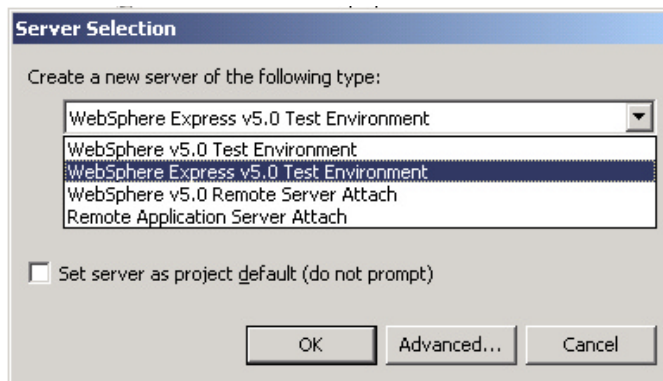 Server Selection
Create a new server of the following type:
WebSphere Express v5.0 Test Environment
WebSphere v5.0 Test Environment
WebSphere Express v5.0 Test Environment
WebSphere v5.0 Remote Server Attach
Remote Application Server Attach
Set server as project default (do not prompt)
OK Advanced... Cancel